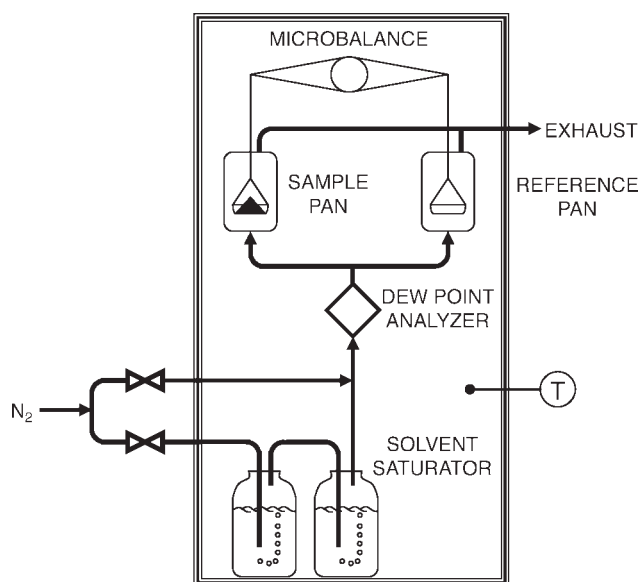 MICROBALANCE
EXHAUST
SAMPLE
PAN
REFERENCE
PAN
DEW POINT
ANALYZER
N₂
T
SOLVENT
SATURATOR